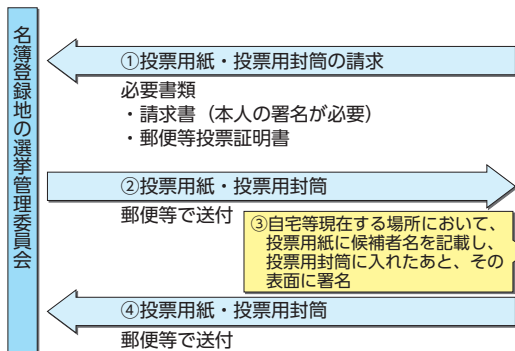 名簿登録地の選挙管理委員会
①投票用紙・投票用封筒の請求
必要書類
・請求書（本人の署名が必要）
・郵便等投票証明書
②投票用紙・投票用封筒
郵便等で送付
③自宅等現在する場所において、
投票用紙に候補者名を記載し、
投票用封筒に入れたあと、その
表面に署名
④投票用紙・投票用封筒
郵便等で送付